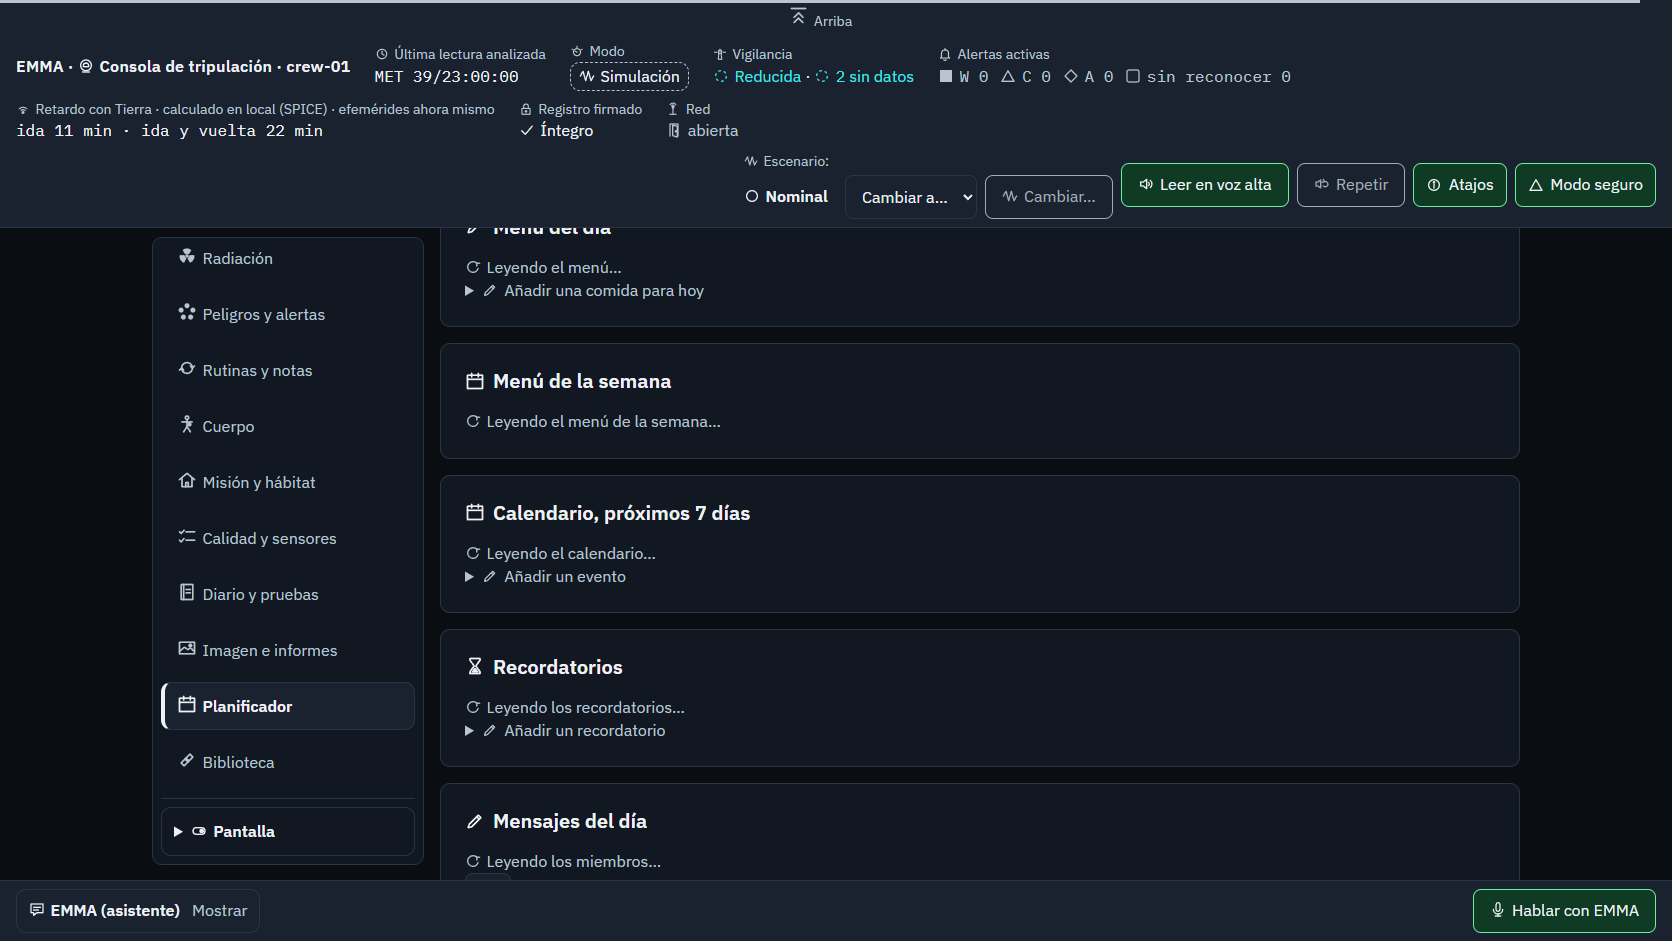 Arriba
EMMA · Consola de tripulación · crew-01
Última lectura analizada
MET 39/23:00:00
Modo
Simulación
Vigilancia
Reducida · 2 sin datos
Alertas activas
W 0 C 0 A 0 sin reconocer 0
Retardo con Tierra · calculado en local (SPICE) · efemérides ahora mismo
ida 11 min · ida y vuelta 22 min
Registro firmado
Íntegro
Red
abierta
Escenario:
Nominal
Cambiar a...
Cambiar...
Leer en voz alta
Repetir
Atajos
Modo seguro
Radiación
Peligros y alertas
Rutinas y notas
Cuerpo
Misión y hábitat
Calidad y sensores
Diario y pruebas
Imagen e informes
Planificador
Biblioteca
Pantalla
Menú del día
Leyendo el menú...
Añadir una comida para hoy
Menú de la semana
Leyendo el menú de la semana...
Calendario, próximos 7 días
Leyendo el calendario...
Añadir un evento
Recordatorios
Leyendo los recordatorios...
Añadir un recordatorio
Mensajes del día
Leyendo los miembros...
EMMA (asistente) Mostrar
Hablar con EMMA